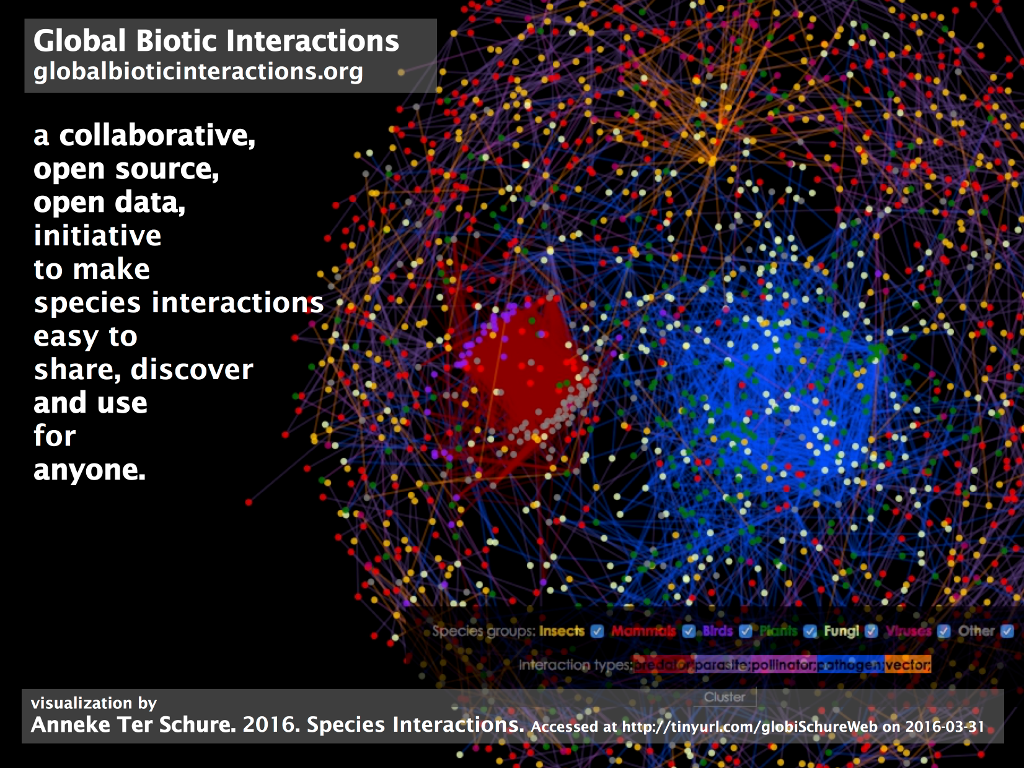 Global Biotic Interactions
globalbioticinteractions.org
a collaborative,
open source,
open data,
initiative
to make
species interactions
easy to
share, discover
and use
for
anyone.
Species groups: Insects Mammals Birds Plants Fungi Viruses Other
Interaction types: predator; parasite; pollinator; pathogen; vector;
Cluster
visualization by
Anneke Ter Schure. 2016. Species Interactions. Accessed at http://tinyurl.com/globiSchureWeb on 2016-03-31